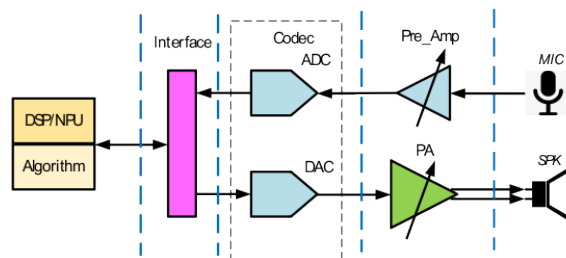 Interface
Codec
ADC
Pre_Amp
MIC
DSP/NPU
Algorithm
DAC
PA
SPK